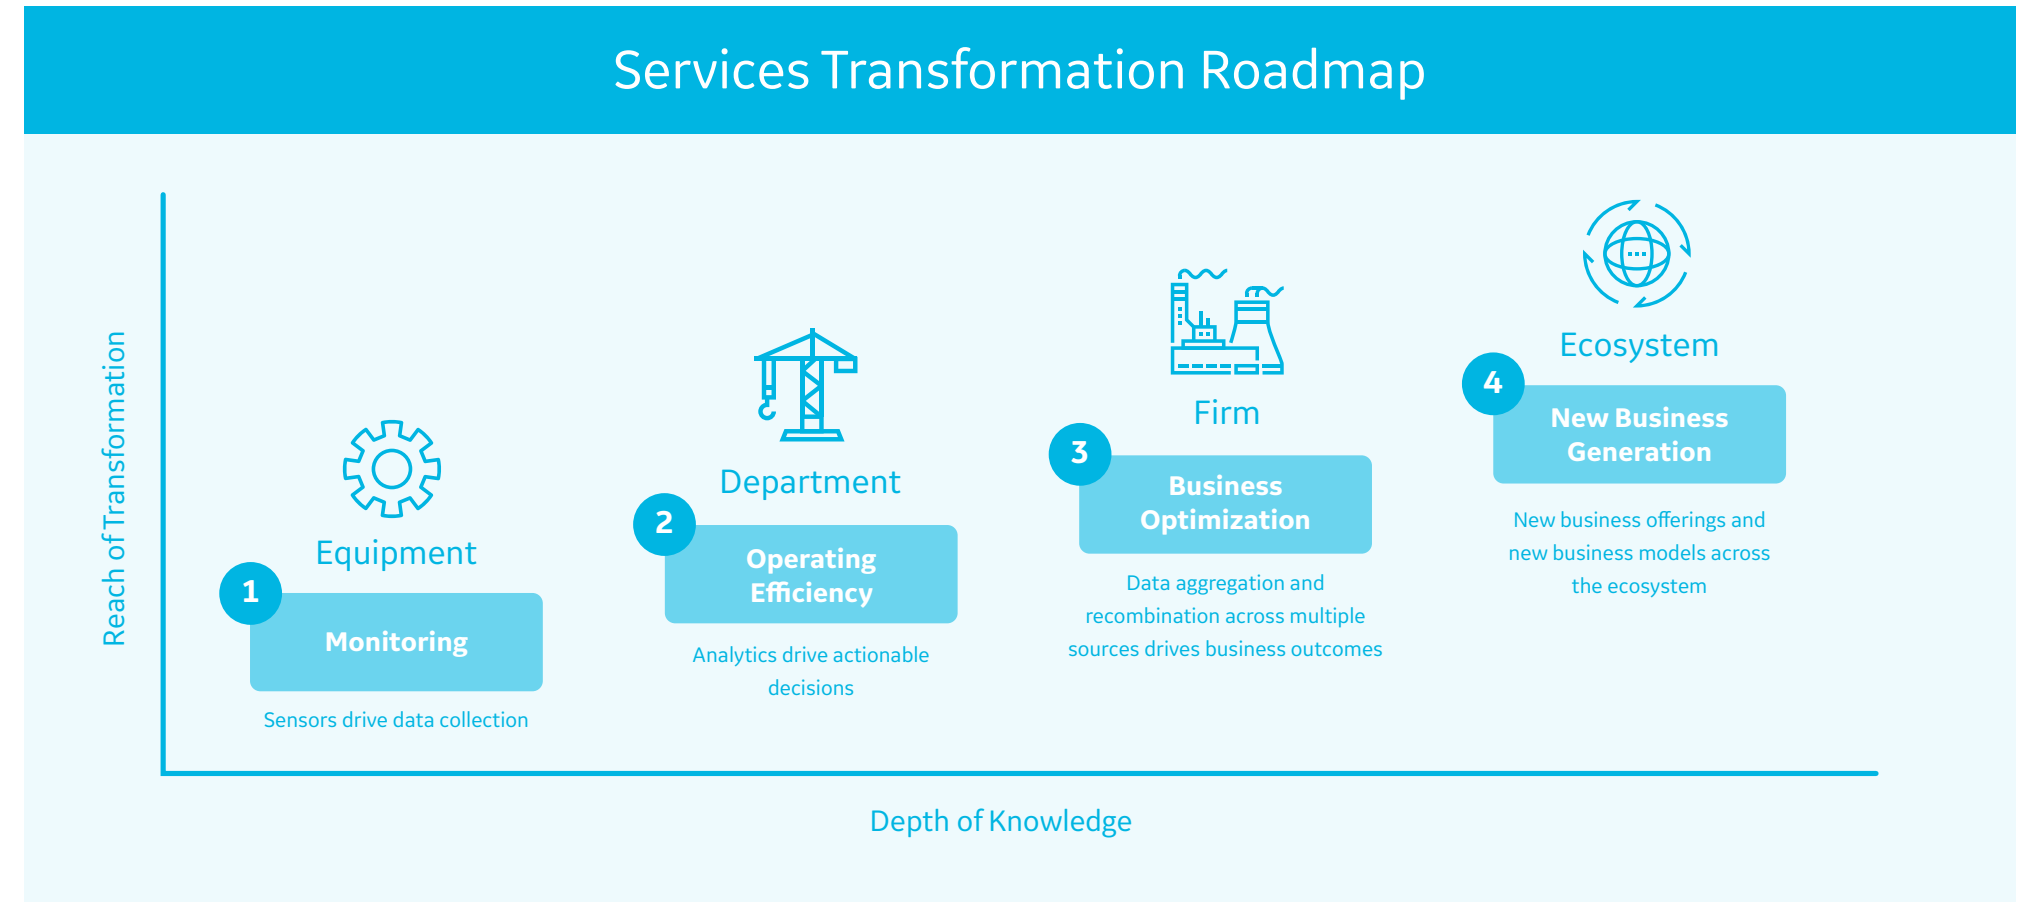 Services Transformation Roadmap
Reach of Transformation
Equipment
1
Monitoring
Sensors drive data collection
Department
2
Operating
Efficiency
Analytics drive actionable
decisions
Firm
3
Business
Optimization
Data aggregation and
recombination across multiple
sources drives business outcomes
Ecosystem
4
New Business
Generation
New business offerings and
new business models across
the ecosystem
Depth of Knowledge